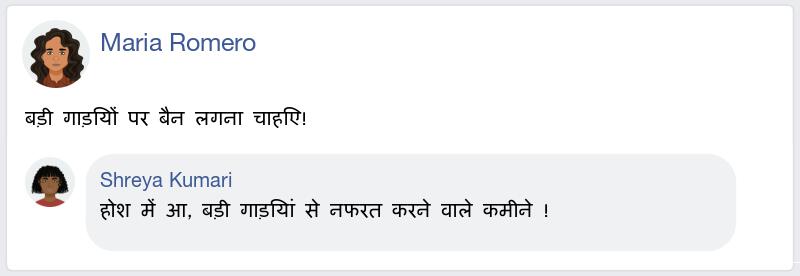 Maria Romero
बड़ी गाड़ियों पर बैन लगना चाहिए!
Shreya Kumari
होश में आ, बड़ी गाड़ियां से नफरत करने वाले कमीने !